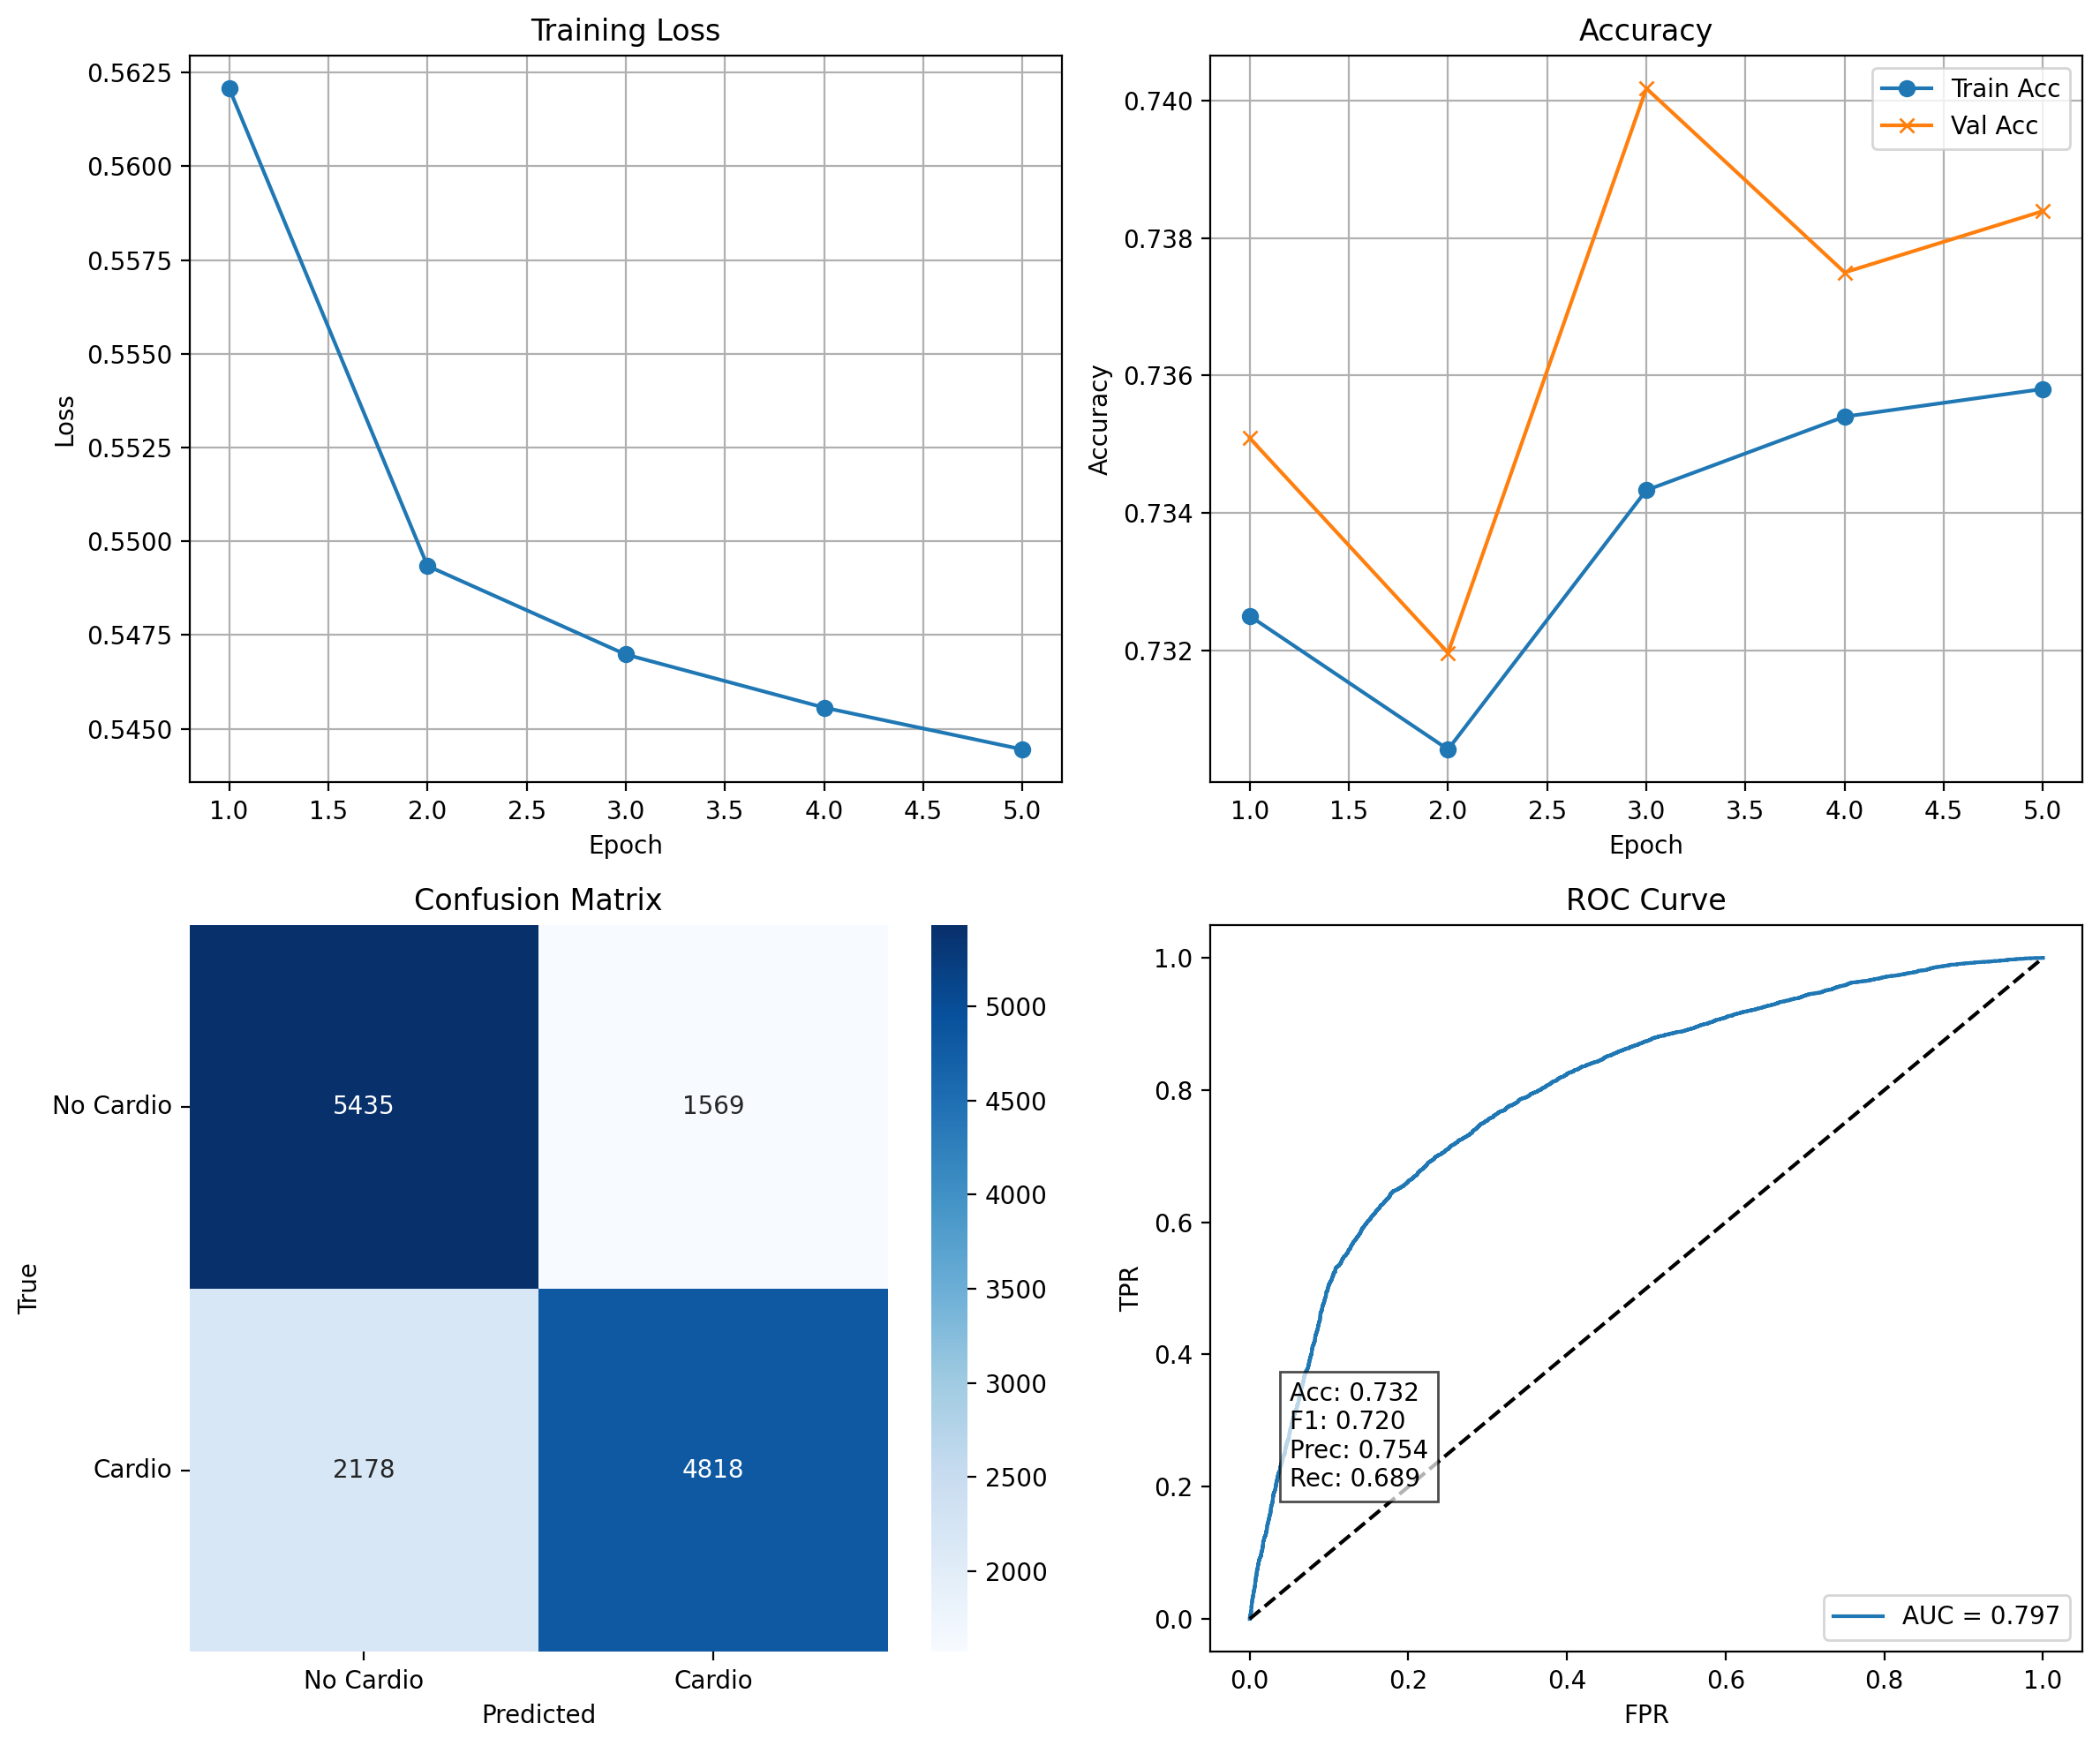 Training Loss
0.5625
0.5600
0.5575
0.5550
0.5525
0.5500
0.5475
0.5450
Loss
1.0 1.5 2.0 2.5 3.0 3.5 4.0 4.5 5.0
Epoch
Accuracy
Train Acc
Val Acc
0.740
0.738
0.736
0.734
0.732
Accuracy
1.0 1.5 2.0 2.5 3.0 3.5 4.0 4.5 5.0
Epoch
Confusion Matrix
No Cardio
5435 1569
Cardio
2178 4818
True
No Cardio Cardio
Predicted
5000
4500
4000
3500
3000
2500
2000
ROC Curve
1.0
0.8
0.6
0.4
0.2
0.0
TPR
Acc: 0.732
F1: 0.720
Prec: 0.754
Rec: 0.689
AUC = 0.797
0.0 0.2 0.4 0.6 0.8 1.0
FPR